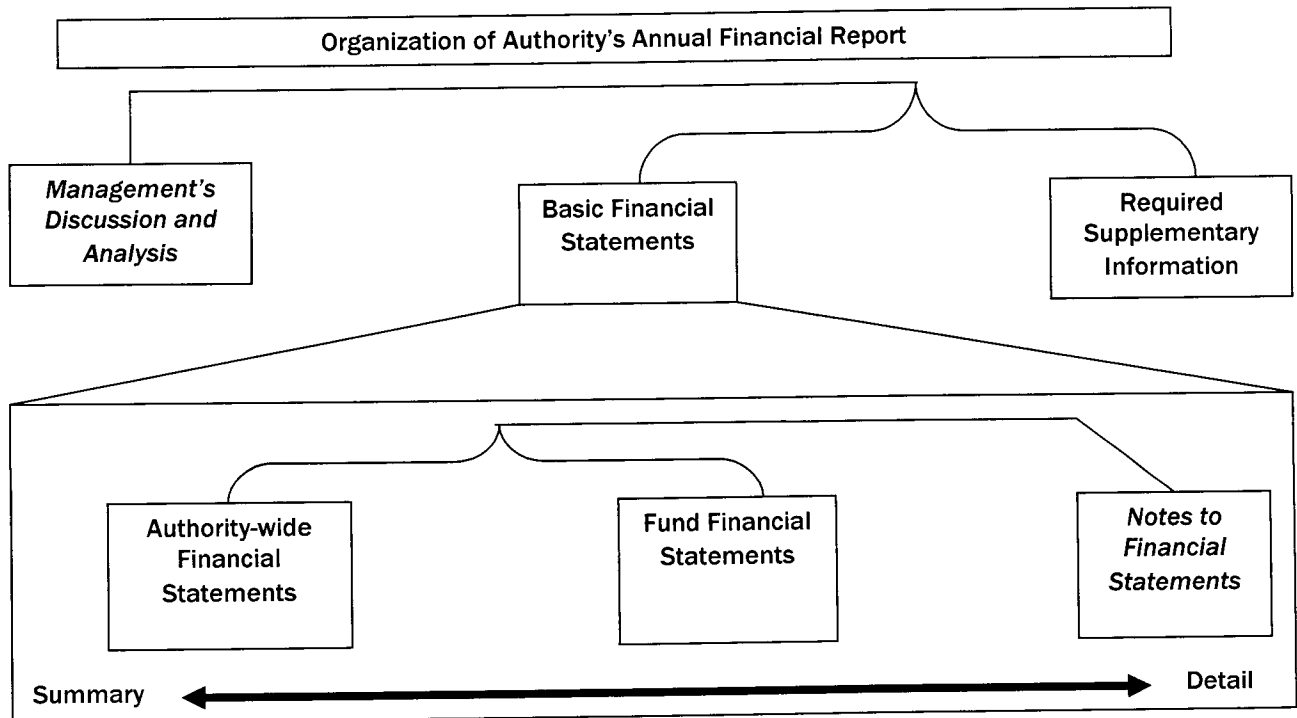 Organization of Authority's Annual Financial Report
Management's
Discussion and
Analysis
Basic Financial
Statements
Required
Supplementary
Information
Authority-wide
Financial
Statements
Fund Financial
Statements
Notes to
Financial
Statements
Summary
Detail